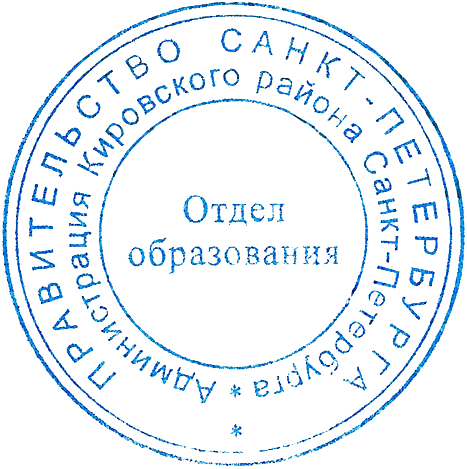 ПРАВИТЕЛЬСТВО САНКТ-ПЕТЕРБУРГА *
Администрация Кировского района Санкт-Петербурга *
Отдел
образования